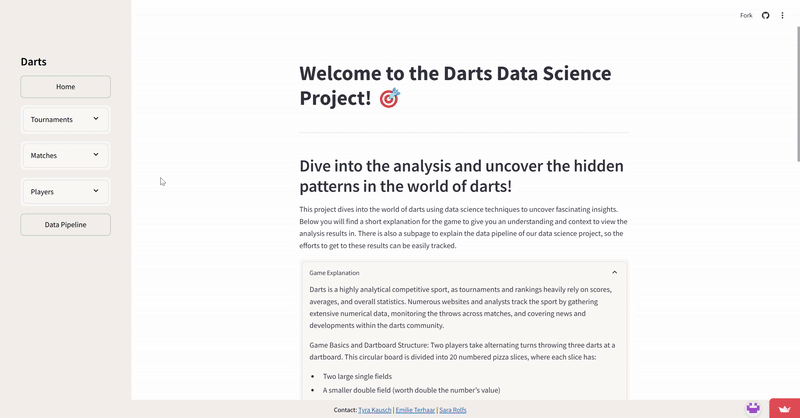 Fork
Darts
Home
Tournaments
Matches
Players
Data Pipeline
Welcome to the Darts Data Science
Project! 🎯
Dive into the analysis and uncover the hidden
patterns in the world of darts!
This project dives into the world of darts using data science techniques to uncover fascinating insights.
Below you will find a short explanation for the game to give you an understanding and context to view the
analysis results in. There is also a subpage to explain the data pipeline of our data science project, so the
efforts to get to these results can be easily tracked.
Game Explanation
Darts is a highly analytical competitive sport, as tournaments and rankings heavily rely on scores,
averages, and overall statistics. Numerous websites and analysts track the sport by gathering
extensive numerical data, monitoring the throws across matches, and covering news and
developments within the darts community.
Game Basics and Dartboard Structure: Two players take alternating turns throwing three darts at a
dartboard. This circular board is divided into 20 numbered pizza slices, where each slice has:
• Two large single fields
• A smaller double field (worth double the number's value)
Contact: Tyra Kausch | Emilie Terhaar | Sara Rolfs